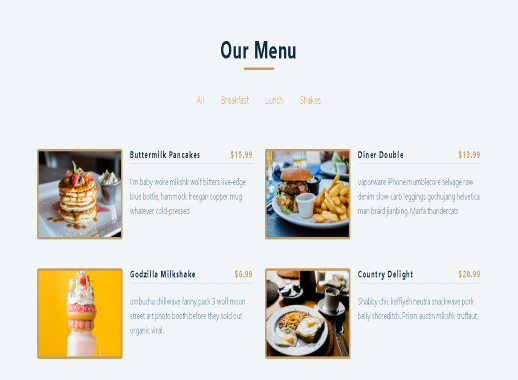 Our Menu
All Breakfast Lunch Shakes
Buttermilk Pancakes $15.99
I'm baby woke mlkshk wolf bitters live-edge
blue bottle, hammock freegan copper mug
whatever cold-pressed
Diner Double $13.99
vaporware iPhone mumblecore selvage raw
denim slow-carb leggings gochujang helvetica
man braid jianbing. Marfa thundercats
Godzilla Milkshake $6.99
ombucha chillwave fanny pack 3 wolf moon
street art photo booth before they sold out
organic viral.
Country Delight $20.99
Shabby chic keffiyeh neutra snackwave pork
belly shoreditch. Prism austin mlkshk truffaut,